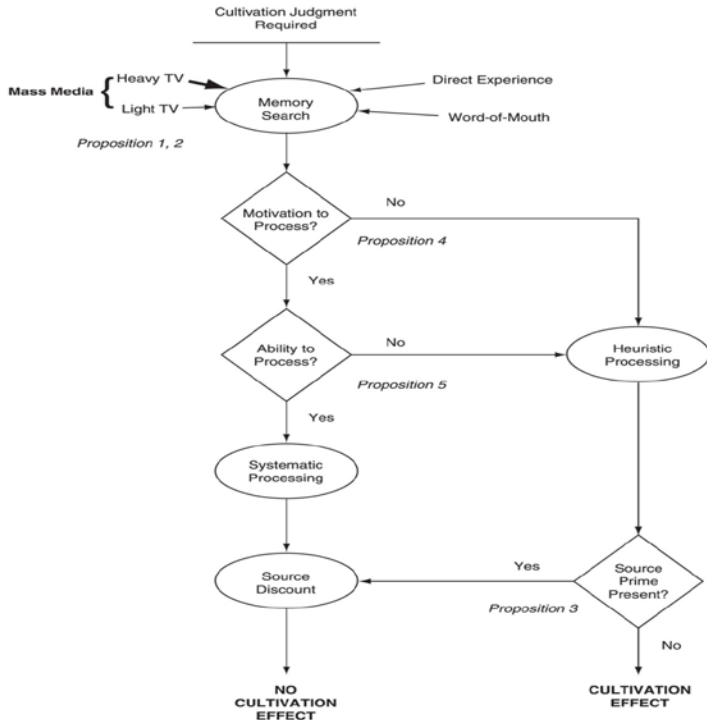 Cultivation Judgment
Required
Heavy TV
Mass Media {
Light TV
Memory
Search
Direct Experience
Word-of-Mouth
Proposition 1, 2
Motivation to
Process?
No
Proposition 4
Yes
Ability to
Process?
No
Heuristic
Processing
Proposition 5
Yes
Systematic
Processing
Source
Discount
Yes
Source
Prime
Present?
Proposition 3
No
NO
CULTIVATION
EFFECT
CULTIVATION
EFFECT